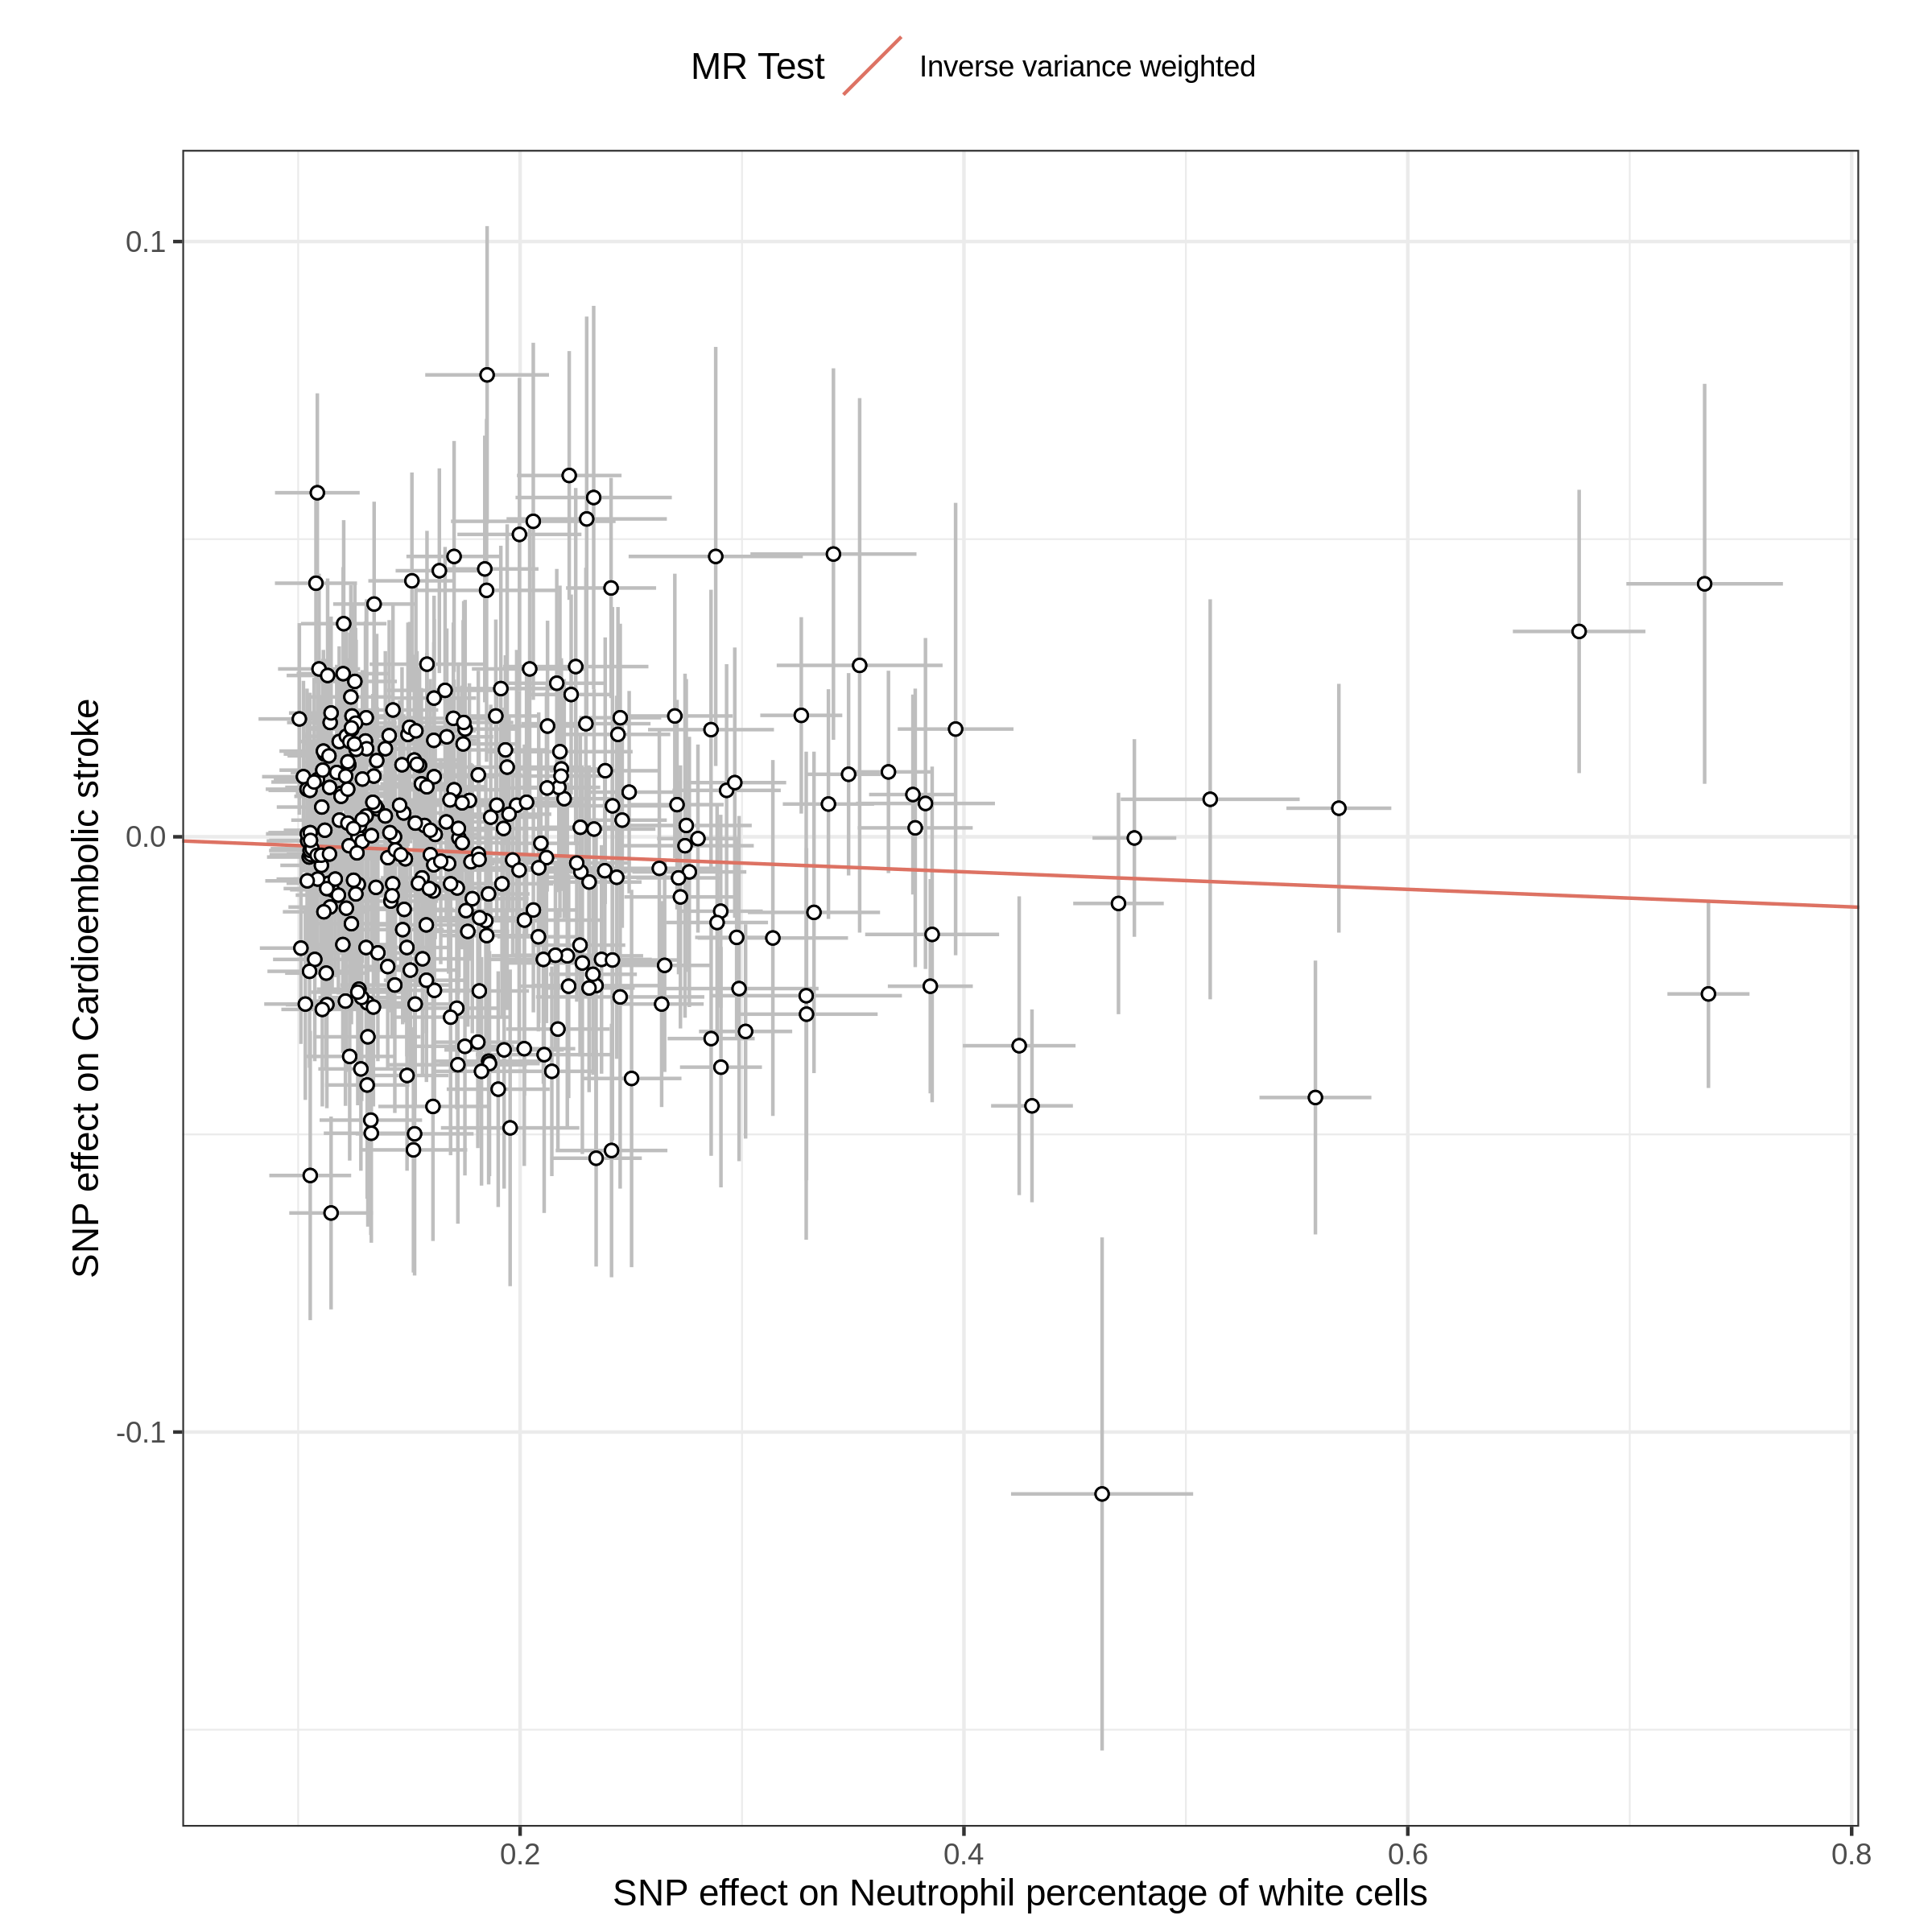 MR Test Inverse variance weighted
0.1
0.0
-0.1
SNP effect on Cardioembolic stroke
0.2 0.4 0.6 0.8
SNP effect on Neutrophil percentage of white cells